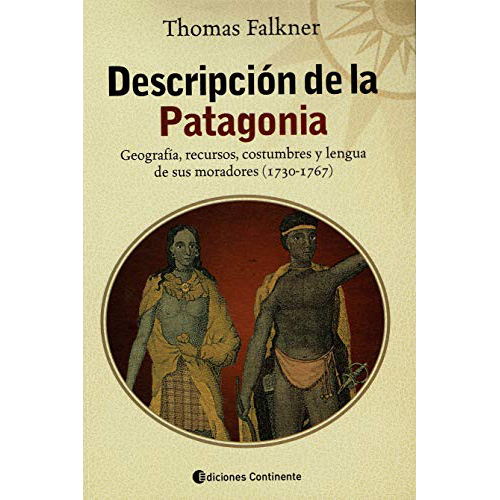 Thomas Falkner
Descripción de la
Patagonia
Geografía, recursos, costumbres y lengua
de sus moradores (1730-1767)
Ediciones Continente